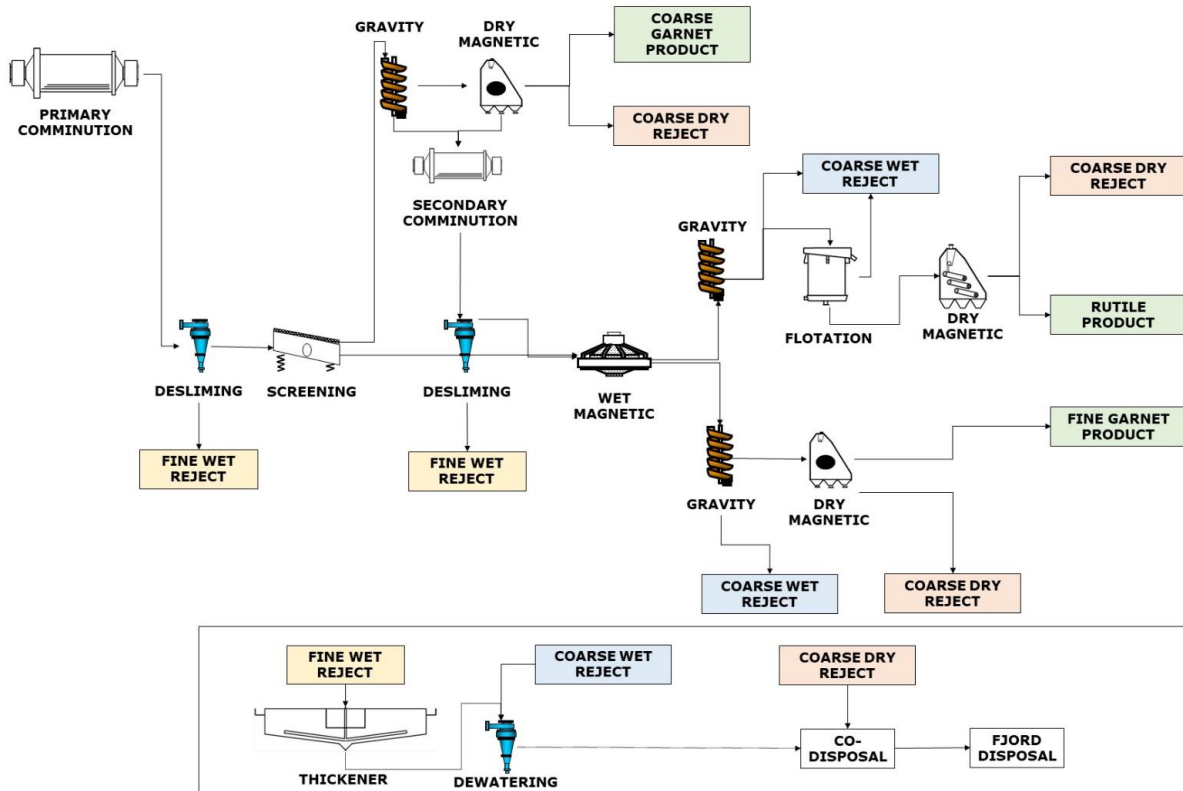 GRAVITY
DRY
MAGNETIC
COARSE
GARNET
PRODUCT
PRIMARY
COMMINUTION
COARSE DRY
REJECT
SECONDARY
COMMINUTION
COARSE WET
REJECT
COARSE DRY
REJECT
GRAVITY
FLOTATION
DRY
MAGNETIC
RUTILE
PRODUCT
DESLIMING
SCREENING
DESLIMING
WET
MAGNETIC
FINE GARNET
PRODUCT
FINE WET
REJECT
FINE WET
REJECT
GRAVITY
DRY
MAGNETIC
COARSE WET
REJECT
COARSE DRY
REJECT
FINE WET
REJECT
COARSE WET
REJECT
COARSE DRY
REJECT
THICKENER
DEWATERING
CO-
DISPOSAL
FJORD
DISPOSAL